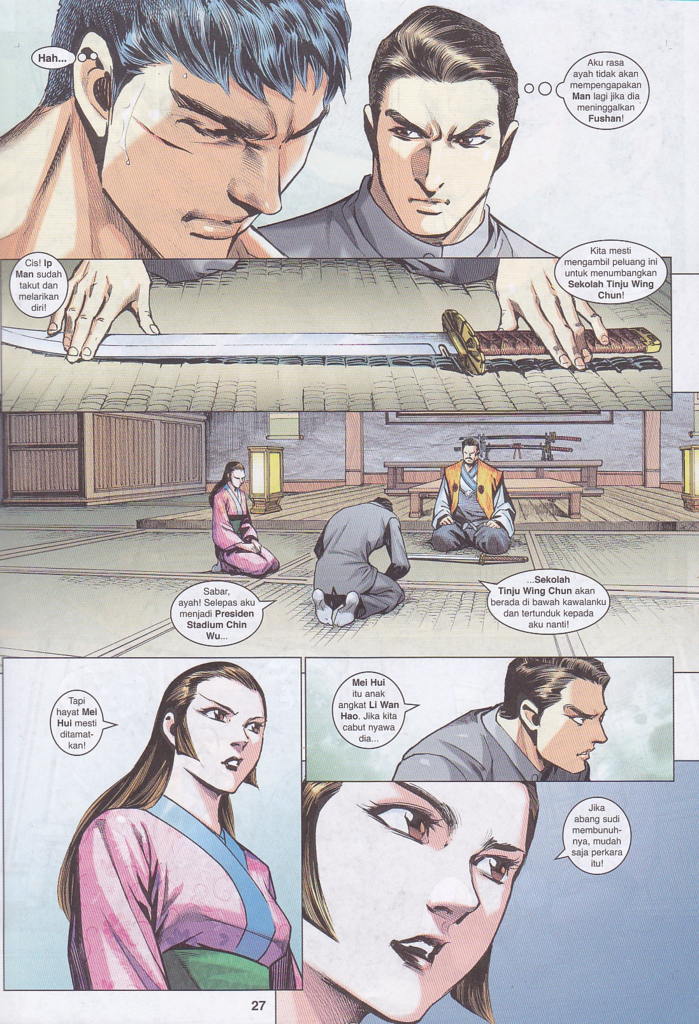 Hah...
Aku rasa
ayah tidak akan
mempengapakan
Man lagi jika dia
meninggalkan
Fushan!
Cis! Ip
Man sudah
takut dan
melarikan
diri!
Kita mesti
mengambil peluang ini
untuk menumbangkan
Sekolah Tinju Wing
Chun!
Sabar,
ayah! Selepas aku
menjadi Presiden
Stadium Chin
Wu...
...Sekolah
Tinju Wing Chun akan
berada di bawah kawalanku
dan tertunduk kepada
aku nanti!
Tapi
hayat Mei
Hui mesti
ditamat-
kan!
Mei Hui
itu anak
angkat Li Wan
Hao. Jika kita
cabut nyawa
dia...
Jika
abang sudi
membunuh-
nya, mudah
saja perkara
itu!
27